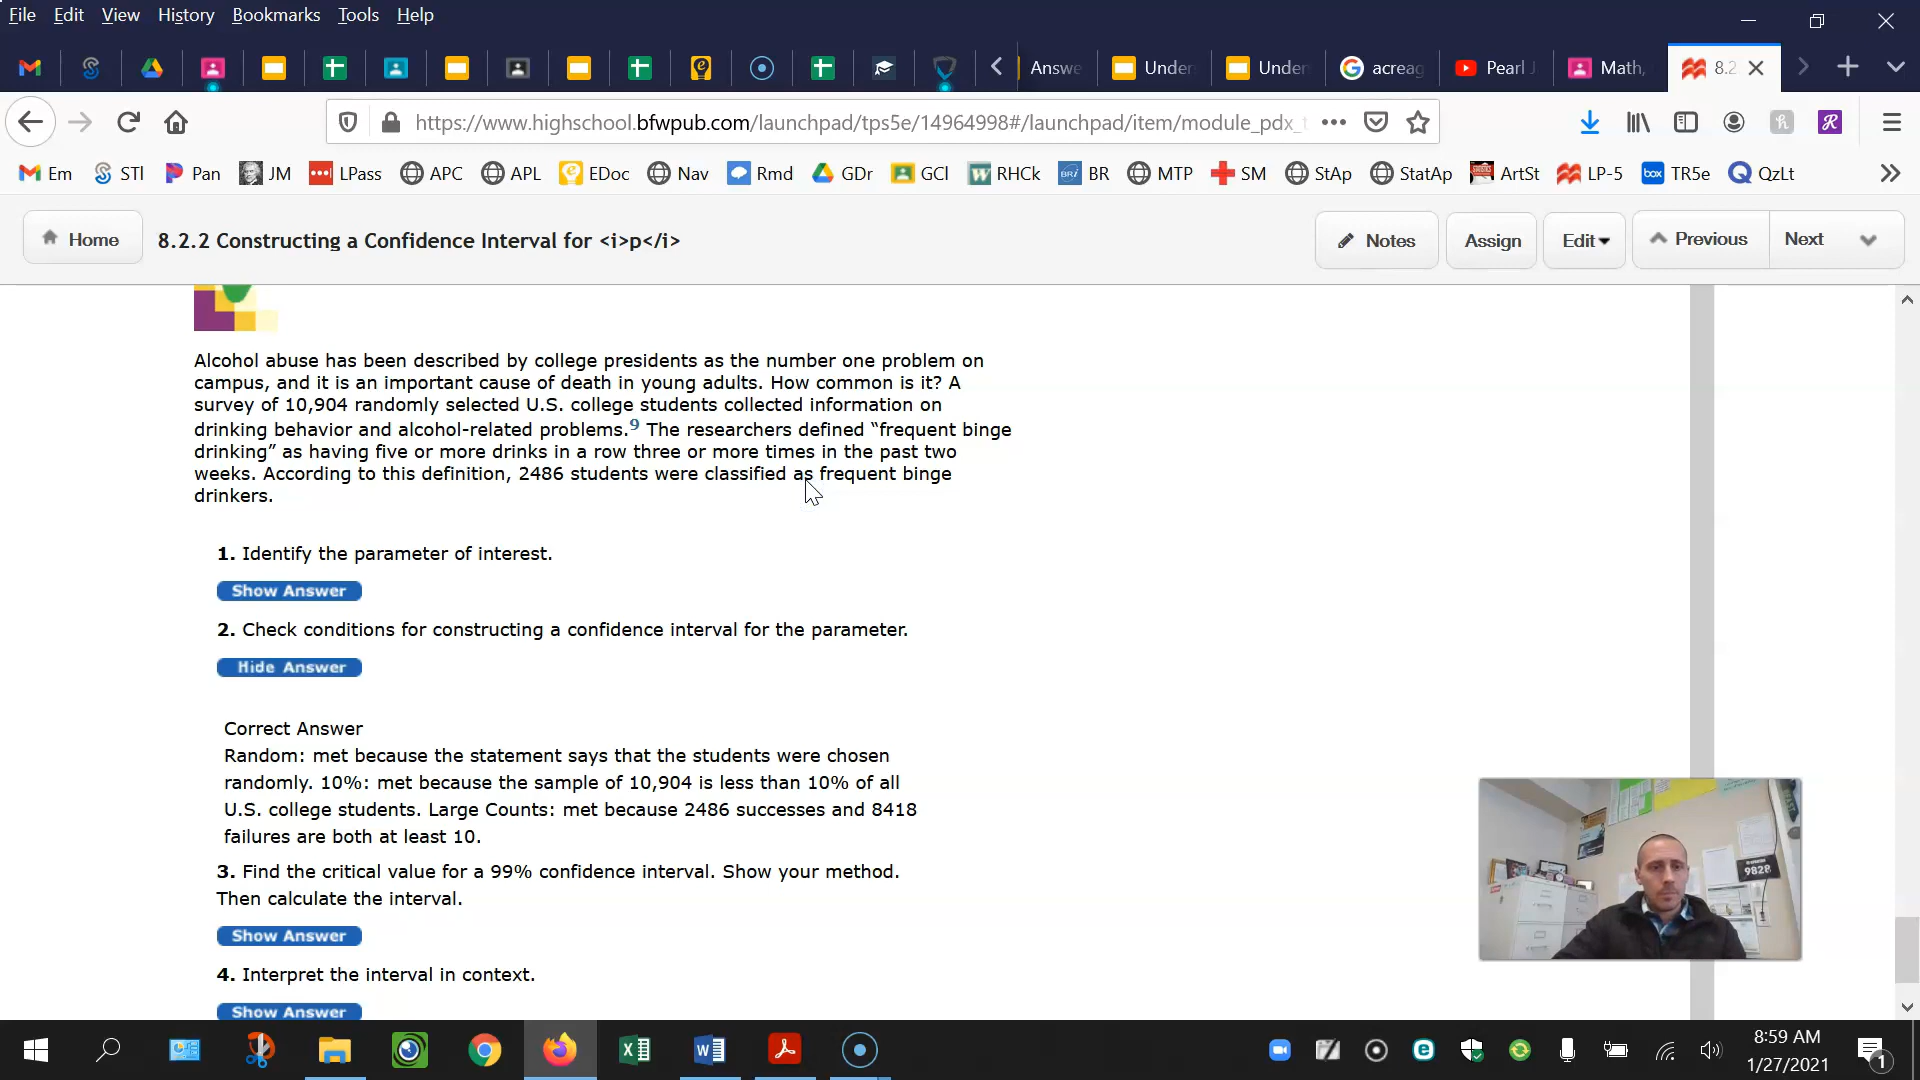 File Edit View History Bookmarks Tools Help
Answe Under Under acreag Pearl J Math, 8.2
https://www.highschool.bfwpub.com/launchpad/tps5e/14964998#/launchpad/item/module_pdx_t
Em STl Pan JM LPass APC APL EDoc Nav Rmd GDr GCl RHCk BR MTP SM StAp StatAp ArtSt LP-5 TR5e QzLt
Home 8.2.2 Constructing a Confidence Interval for <i>p</i> Notes Assign Edit Previous Next
Alcohol abuse has been described by college presidents as the number one problem on
campus, and it is an important cause of death in young adults. How common is it? A
survey of 10,904 randomly selected U.S. college students collected information on
drinking behavior and alcohol-related problems.9 The researchers defined “frequent binge
drinking” as having five or more drinks in a row three or more times in the past two
weeks. According to this definition, 2486 students were classified as frequent binge
drinkers.
1. Identify the parameter of interest.
Show Answer
2. Check conditions for constructing a confidence interval for the parameter.
Hide Answer
Correct Answer
Random: met because the statement says that the students were chosen
randomly. 10%: met because the sample of 10,904 is less than 10% of all
U.S. college students. Large Counts: met because 2486 successes and 8418
failures are both at least 10.
3. Find the critical value for a 99% confidence interval. Show your method.
Then calculate the interval.
Show Answer
4. Interpret the interval in context.
Show Answer
9828
8:59 AM
1/27/2021
1